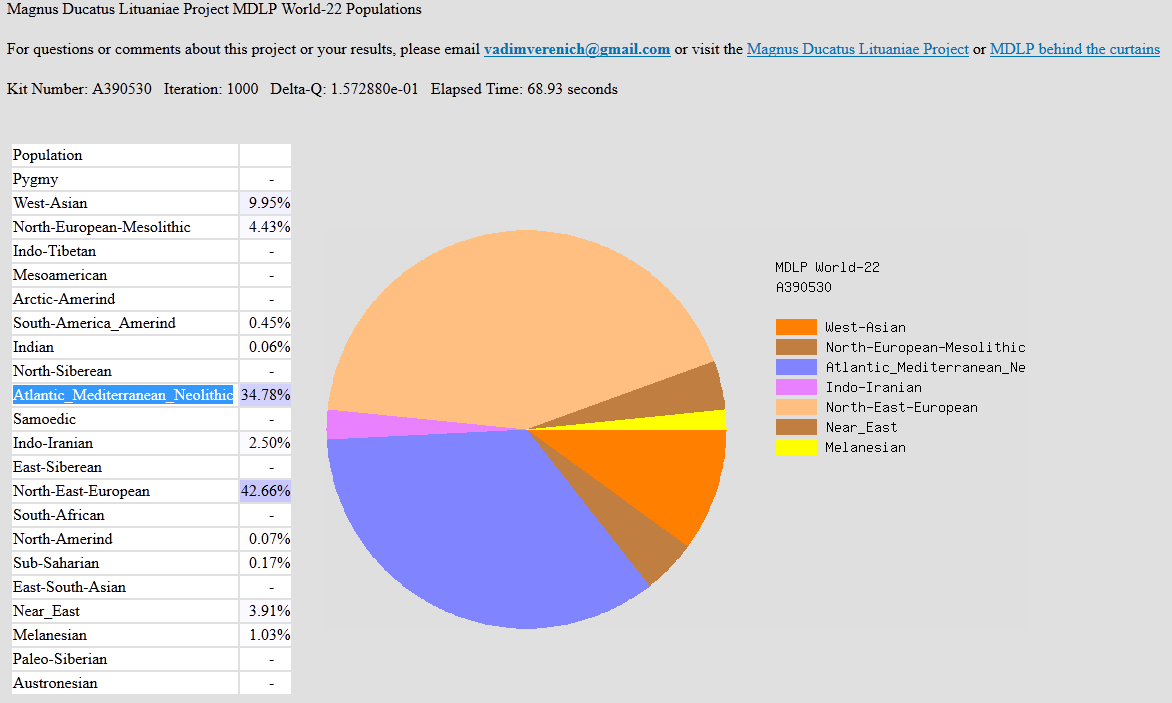 Magnus Ducatus Lituaniae Project MDLP World-22 Populations
For questions or comments about this project or your results, please email vadimverenich@gmail.com or visit the Magnus Ducatus Lituaniae Project or MDLP behind the curtains
Kit Number: A390530 Iteration: 1000 Delta-Q: 1.572880e-01 Elapsed Time: 68.93 seconds
Population
Pygmy -
West-Asian 9.95%
North-European-Mesolithic 4.43%
Indo-Tibetan -
Mesoamerican -
Arctic-Amerind -
South-America_Amerind 0.45%
Indian 0.06%
North-Siberean -
Atlantic_Mediterranean_Neolithic 34.78%
Samoedic -
Indo-Iranian 2.50%
East-Siberean -
North-East-European 42.66%
South-African -
North-Amerind 0.07%
Sub-Saharian 0.17%
East-South-Asian -
Near_East 3.91%
Melanesian 1.03%
Paleo-Siberian -
Austronesian -
MDLP World-22
A390530
West-Asian
North-European-Mesolithic
Atlantic_Mediterranean_Ne
Indo-Iranian
North-East-European
Near_East
Melanesian